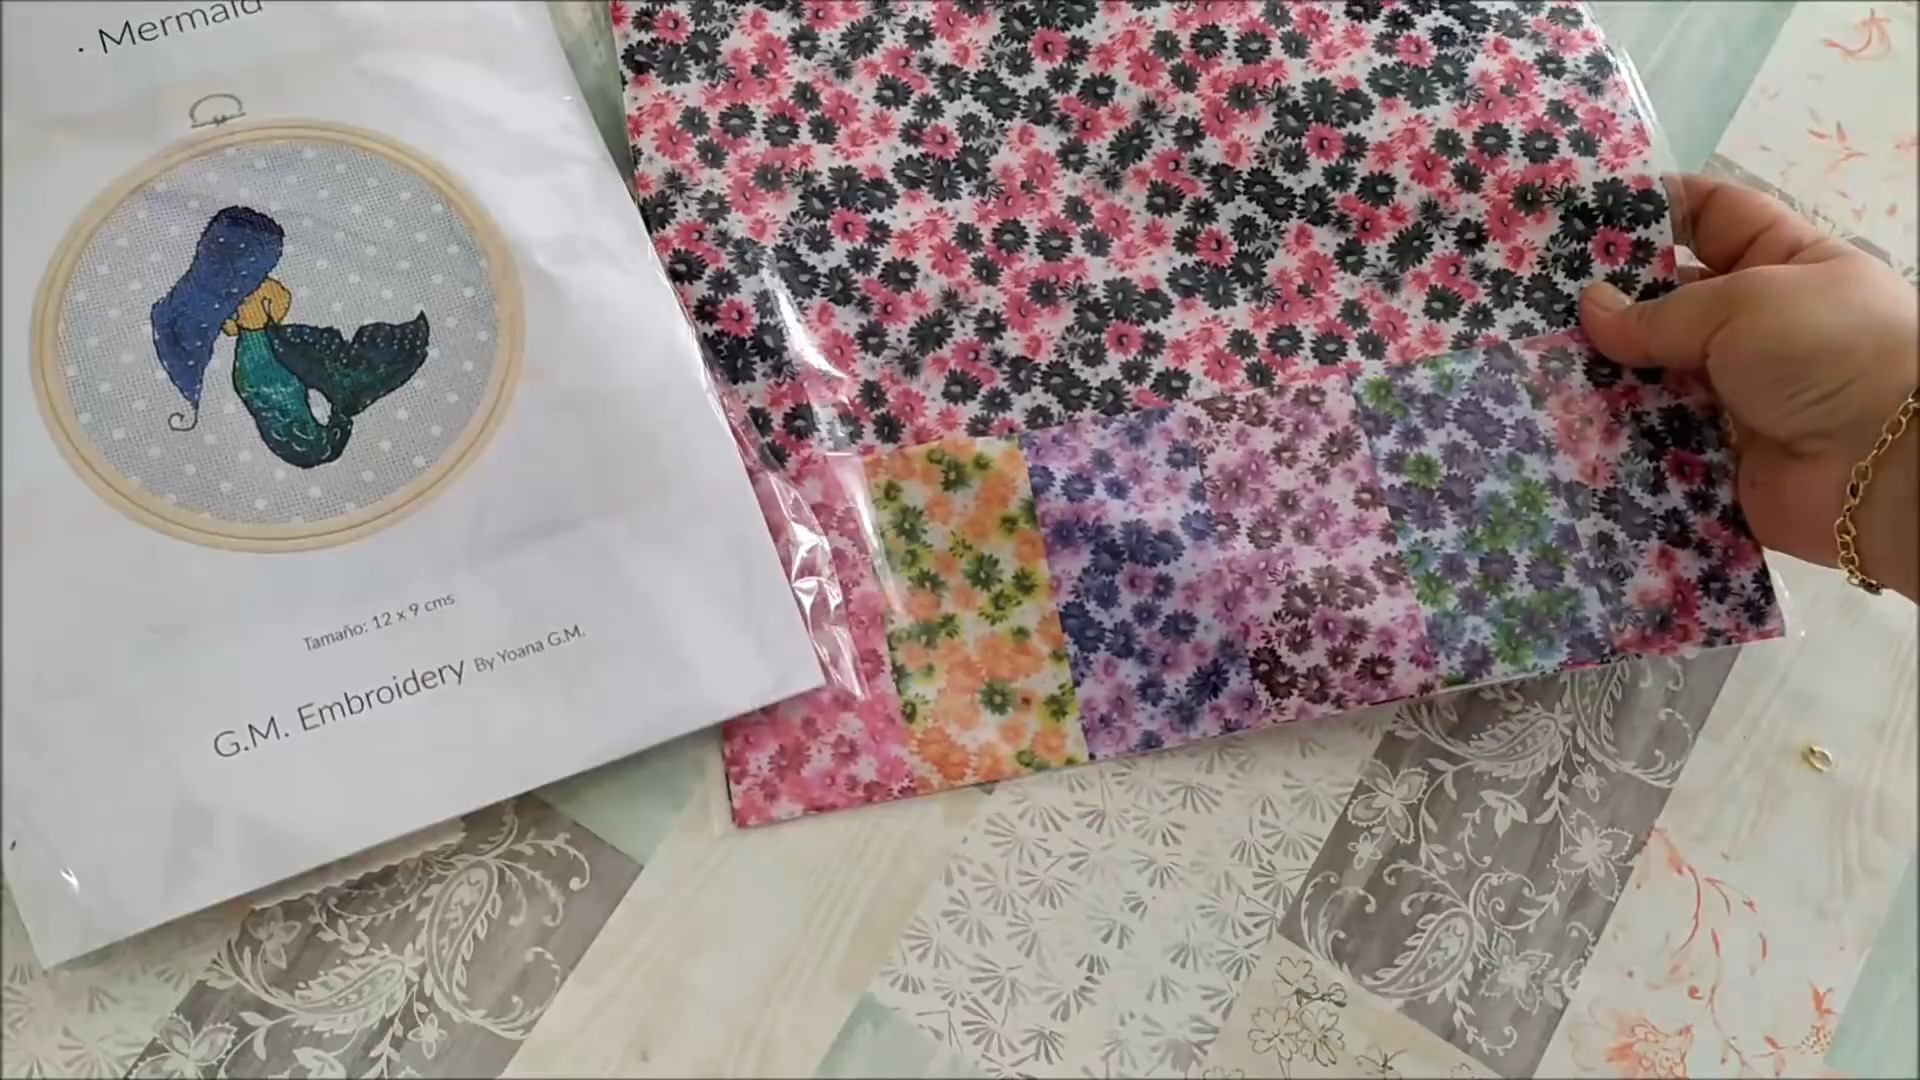 . Mermaid
Tamaño: 12 x 9 cms
G.M. Embroidery By Yoana G.M.